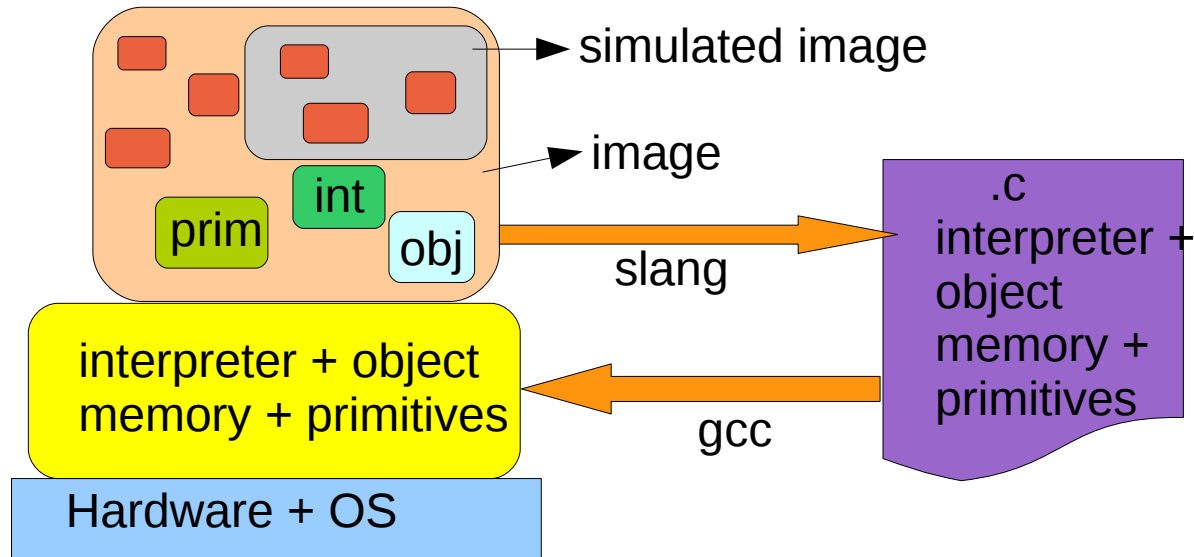 simulated image
image
int
prim
obj
slang
.c
interpreter +
object
memory +
primitives
interpreter + object
memory + primitives
gcc
Hardware + OS